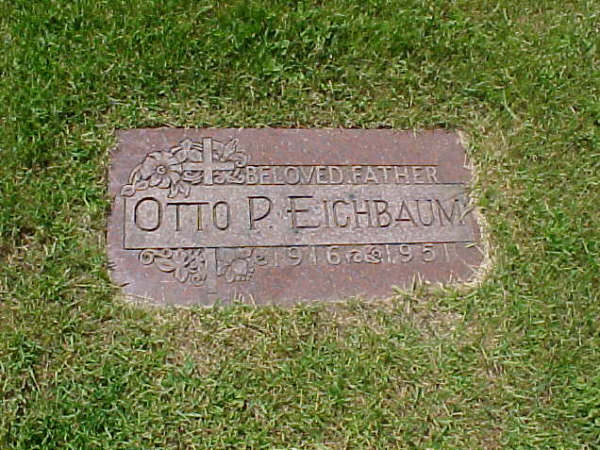 BELOVED FATHER
OTTO P. EICHBAUM
1916 1951